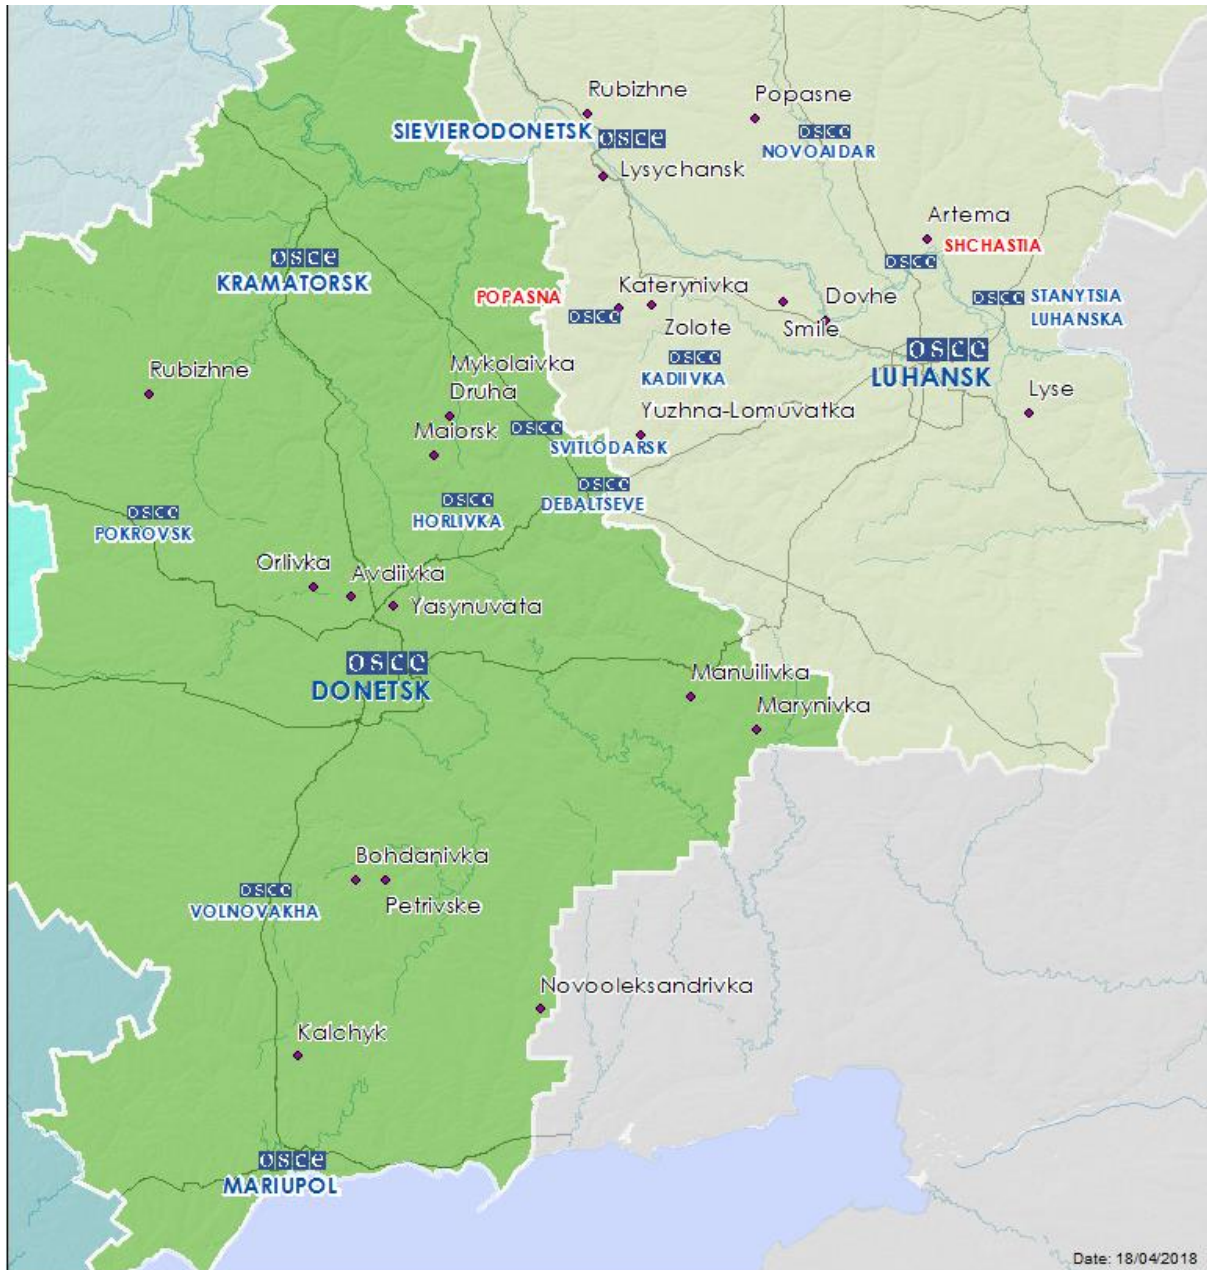 Rubizhne
Popasne
SIEVIERODONETSK
osce
OSCE
NOVOAIDAR
Lysychansk
Artema
SHCHASTIA
osce
KRAMATORSK
OSCE
POPASNA
Katerynivka
OSCE
Dovhe
OSCE
STANYTSIA
LUHANSKA
Zolote
Smile
OSCE
KADIIVKA
OSCE
LUHANSK
Rubizhne
Mykolaivka
Druha
Maiorsk
OSCE
SVITLODARSK
Yuzhna-Lomuvatka
Lyse
OSCE
POKROVSK
OSCE
HORLIVKA
OSCE
DEBALTSEVE
Orlivka
Avdiivka
Yasynuvata
OSCE
DONETSK
Manuilivka
Marynivka
Bohdanivka
Petrivske
OSCE
VOLNOVAKHA
Novooleksandrivka
Kalchyk
osce
MARIUPOL
Date: 18/04/2018